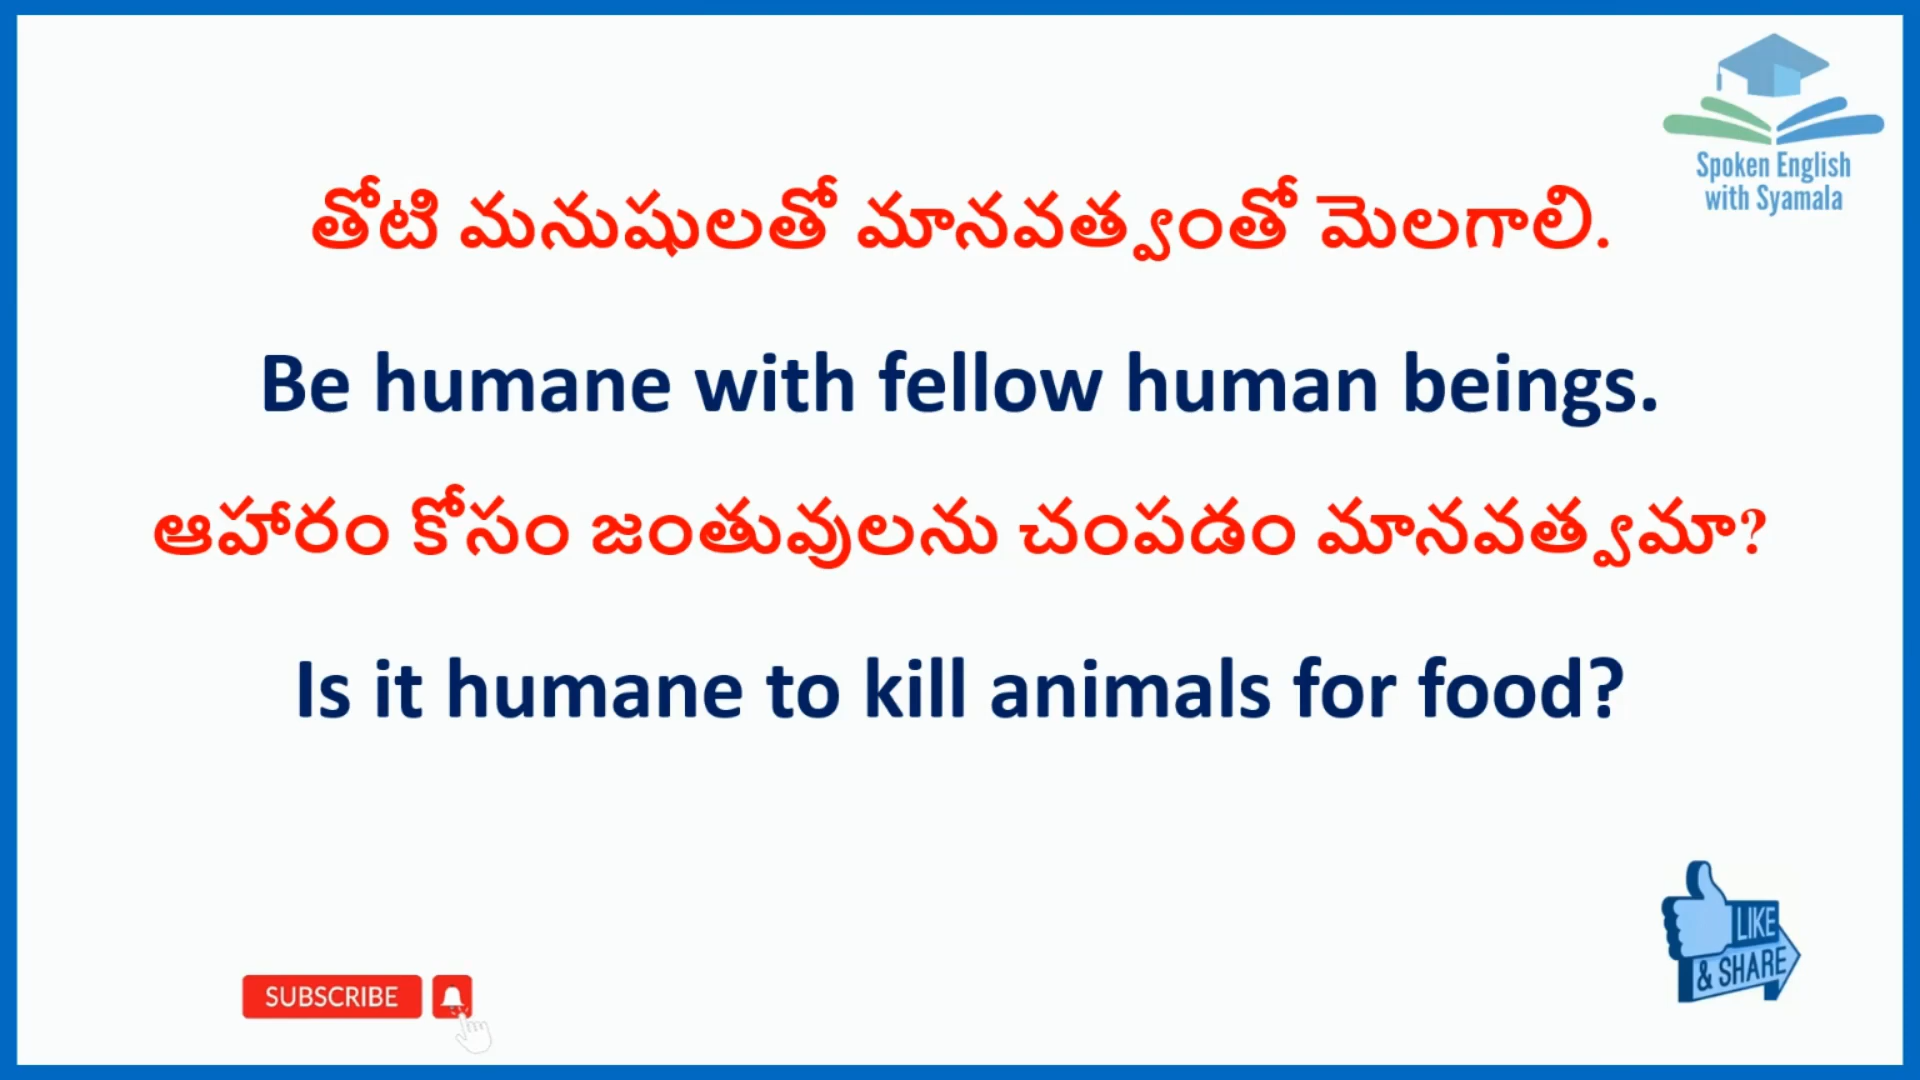 Spoken English
with Syamala
తోటి మనుషులతో మానవత్వంతో మెలగాలి.
Be humane with fellow human beings.
ఆహారం కోసం జంతువులను చంపడం మానవత్వమా?
Is it humane to kill animals for food?
LIKE
& SHARE
SUBSCRIBE